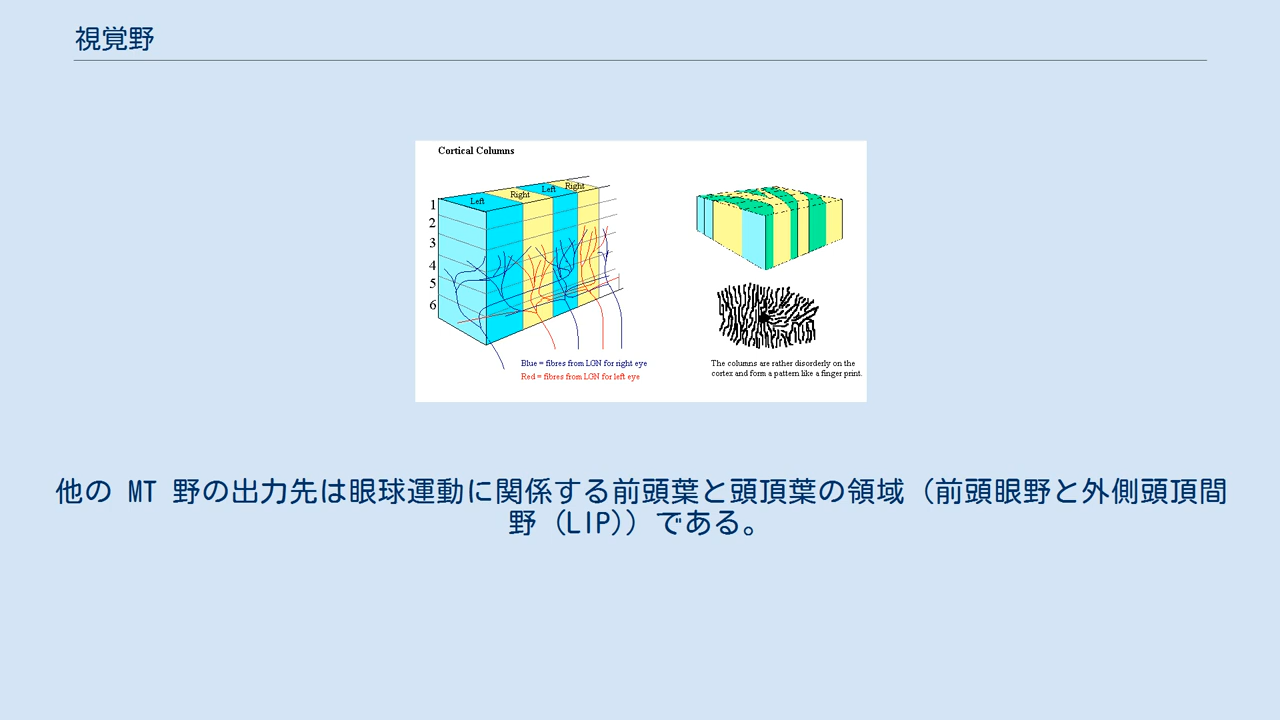 視覚野
Cortical Columns
Left
Right
Left
Right
1
2
3
4
5
6
Blue = fibres from LGN for right eye
Red = fibres from LGN for left eye
The columns are rather disorderly on the
cortex and form a pattern like a finger print.
他の MT 野の出力先は眼球運動に関係する前頭葉と頭頂葉の領域（前頭眼野と外側頭頂間
野（LIP））である。